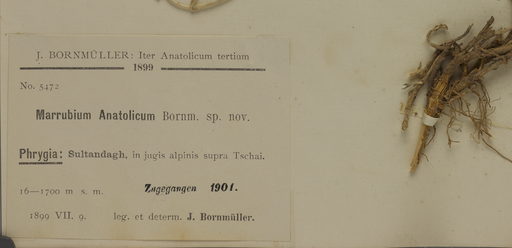 J. BORNMÜLLER: Iter Anatolicum tertium
1899
No. 5472
Marrubium Anatolicum Bornm. sp. nov.
Phrygia: Sultandagh, in jugis alpinis supra Tschai.
16—1700 m s. m. Zugegangen 1901.
1899 VII. 9. leg. et determ. J. Bornmüller.